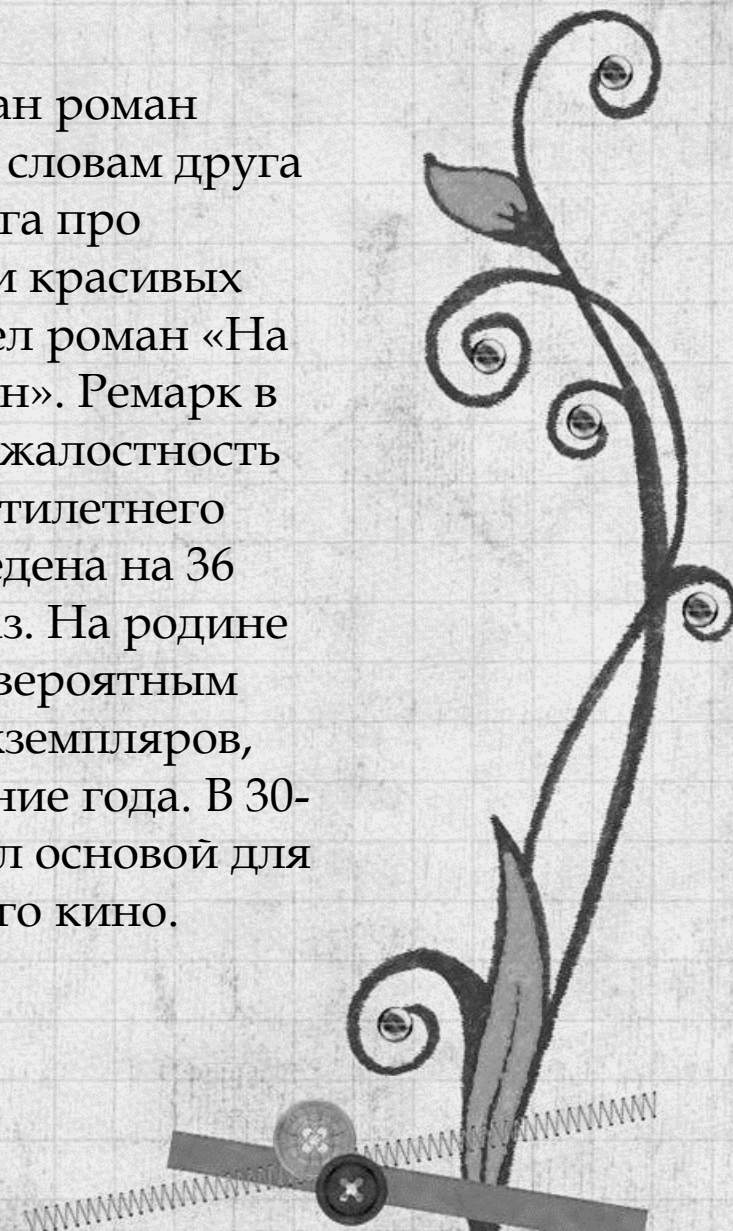 ан роман
словам друга
га про
и красивых
ел роман «На
н». Ремарк в
жалостность
тилетнего
едена на 36
з. На родине
вероятным
кземпляров,
ние года. В 30-
л основой для
го кино.